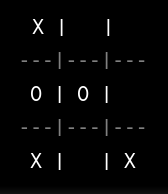 X |   |
---|---|---
O | O |
---|---|---
X |   | X